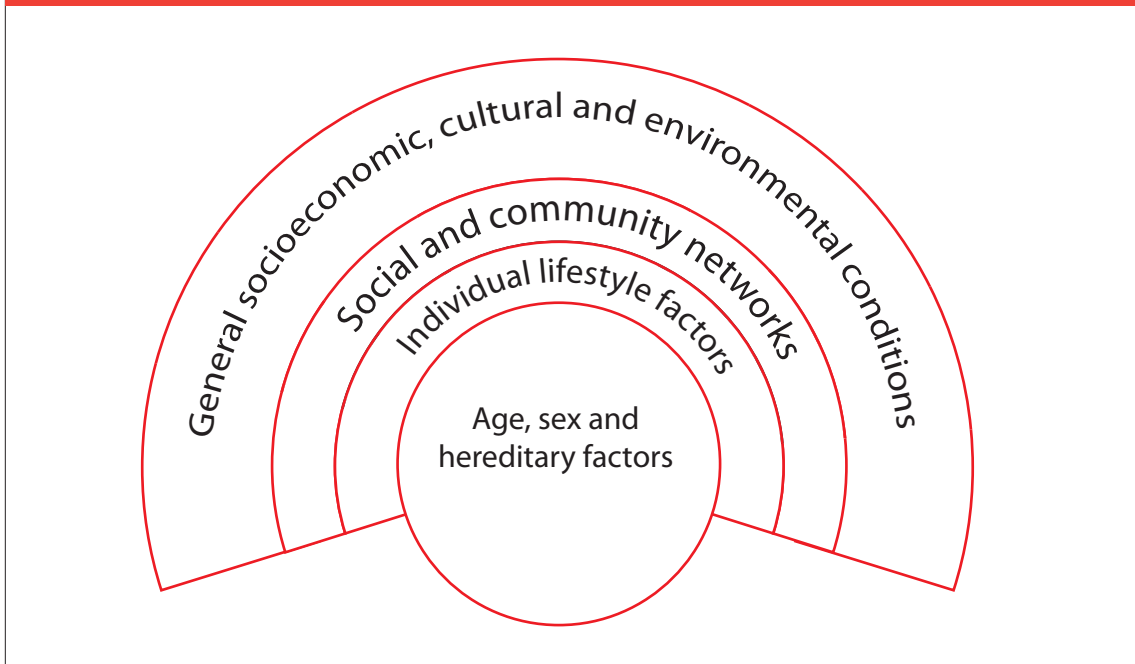 General socioeconomic, cultural and environmental conditions
Social and community networks
Individual lifestyle factors
Age, sex and
hereditary factors